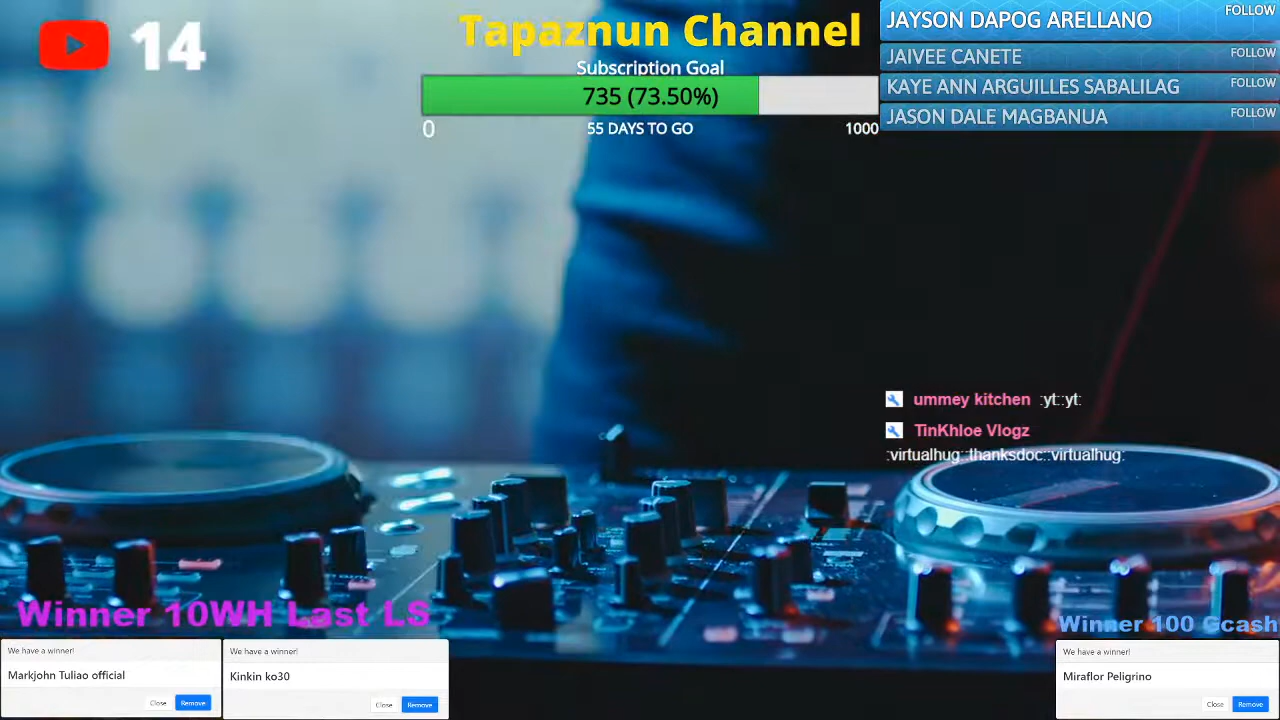 14
Tapaznun Channel
Subscription Goal
735 (73.50%)
0 55 DAYS TO GO 1000
JAYSON DAPOG ARELLANO FOLLOW
JAIVEE CANETE FOLLOW
KAYE ANN ARGUILLES SABALILAG FOLLOW
JASON DALE MAGBANUA FOLLOW
ummey kitchen :yt::yt:
TinKhloe Vlogz
:virtualhug::thanksdoc::virtualhug:
Winner 10WH Last LS
We have a winner!
Markjohn Tuliao official
Close Remove
We have a winner!
Kinkin ko30
Close Remove
Winner 100 Gcash
We have a winner!
Miraflor Peligrino
Close Remove